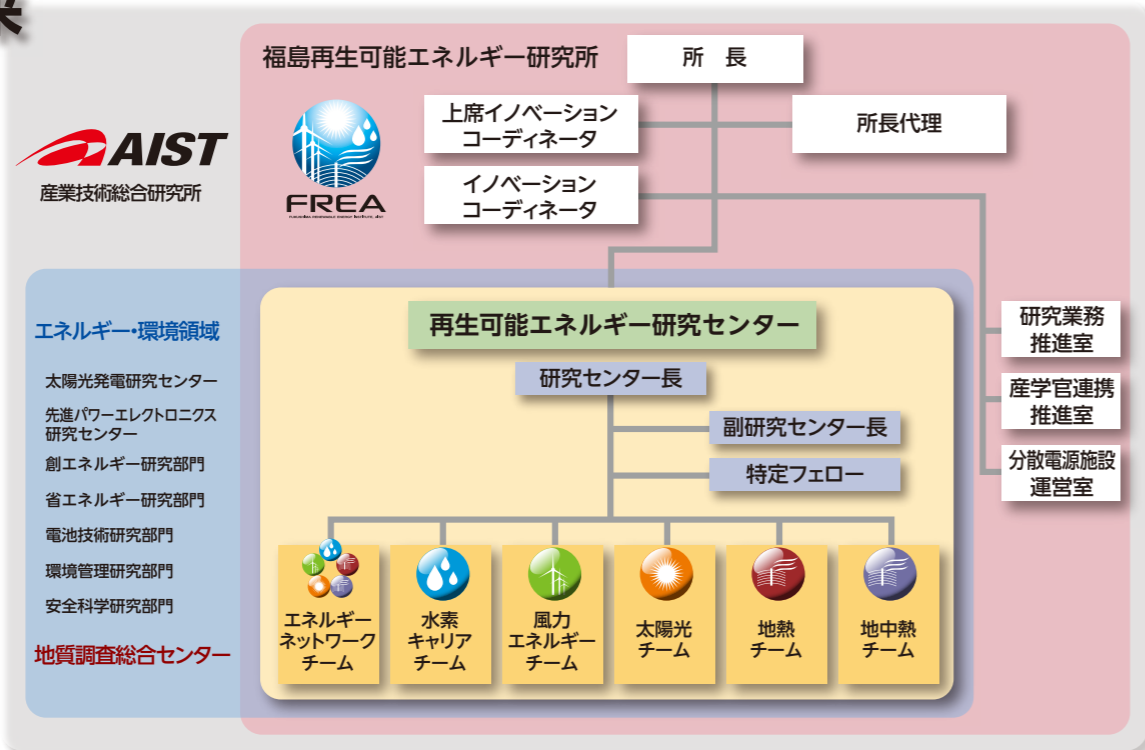 福島再生可能エネルギー研究所
所 長
上席イノベーション
コーディネータ
所長代理
AIST
産業技術総合研究所
FREA
イノベーション
コーディネータ
エネルギー・環境領域
太陽光発電研究センター
先進パワーエレクトロニクス
研究センター
創エネルギー研究部門
省エネルギー研究部門
電池技術研究部門
環境管理研究部門
安全科学研究部門
地質調査総合センター
再生可能エネルギー研究センター
研究センター長
副研究センター長
特定フェロー
エネルギー
ネットワーク
チーム
水素
キャリア
チーム
風力
エネルギー
チーム
太陽光
チーム
地熱
チーム
地中熱
チーム
研究業務
推進室
産学官連携
推進室
分散電源施設
運営室